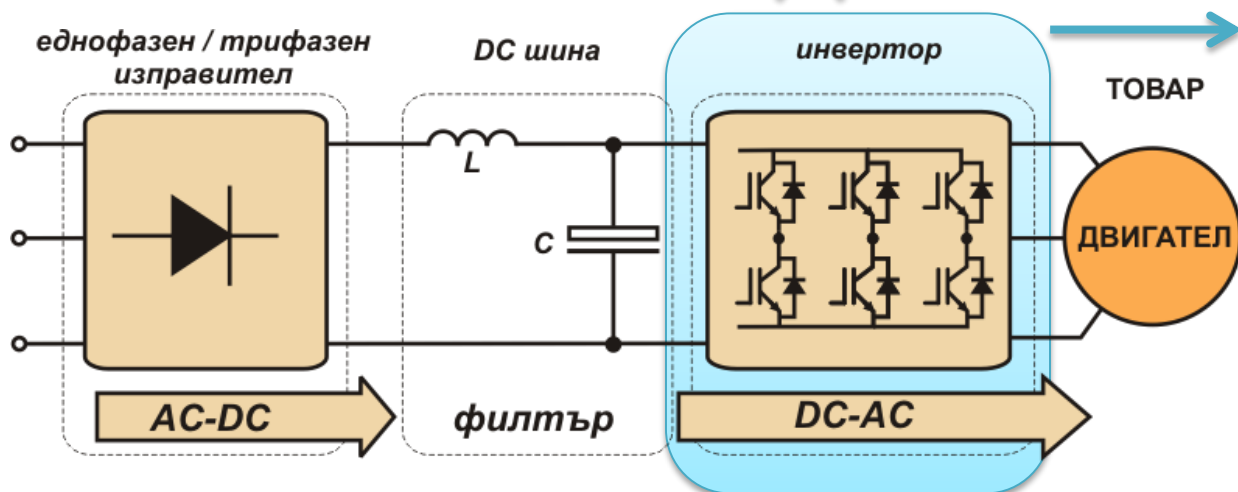 еднофазен / трифазен
изправител
DC шина
инвертор
ТОВАР
L
C
ДВИГАТЕЛ
AC-DC
филтър
DC-AC